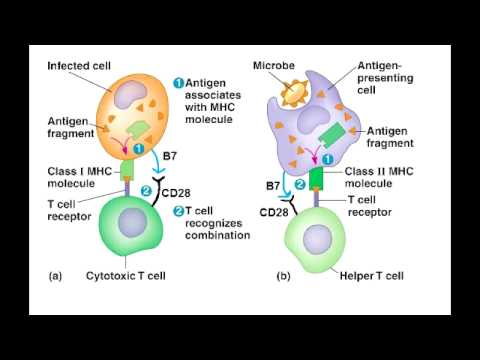 Infected cell
1 Antigen
associates
with MHC
molecule
Antigen
fragment
1
B7
Class I MHC
molecule
2
CD28
T cell
receptor
2 T cell
recognizes
combination
(a)
Cytotoxic T cell
Microbe
Antigen-
presenting
cell
Antigen
fragment
1
B7
2
Class II MHC
molecule
CD28
T cell
receptor
(b)
Helper T cell